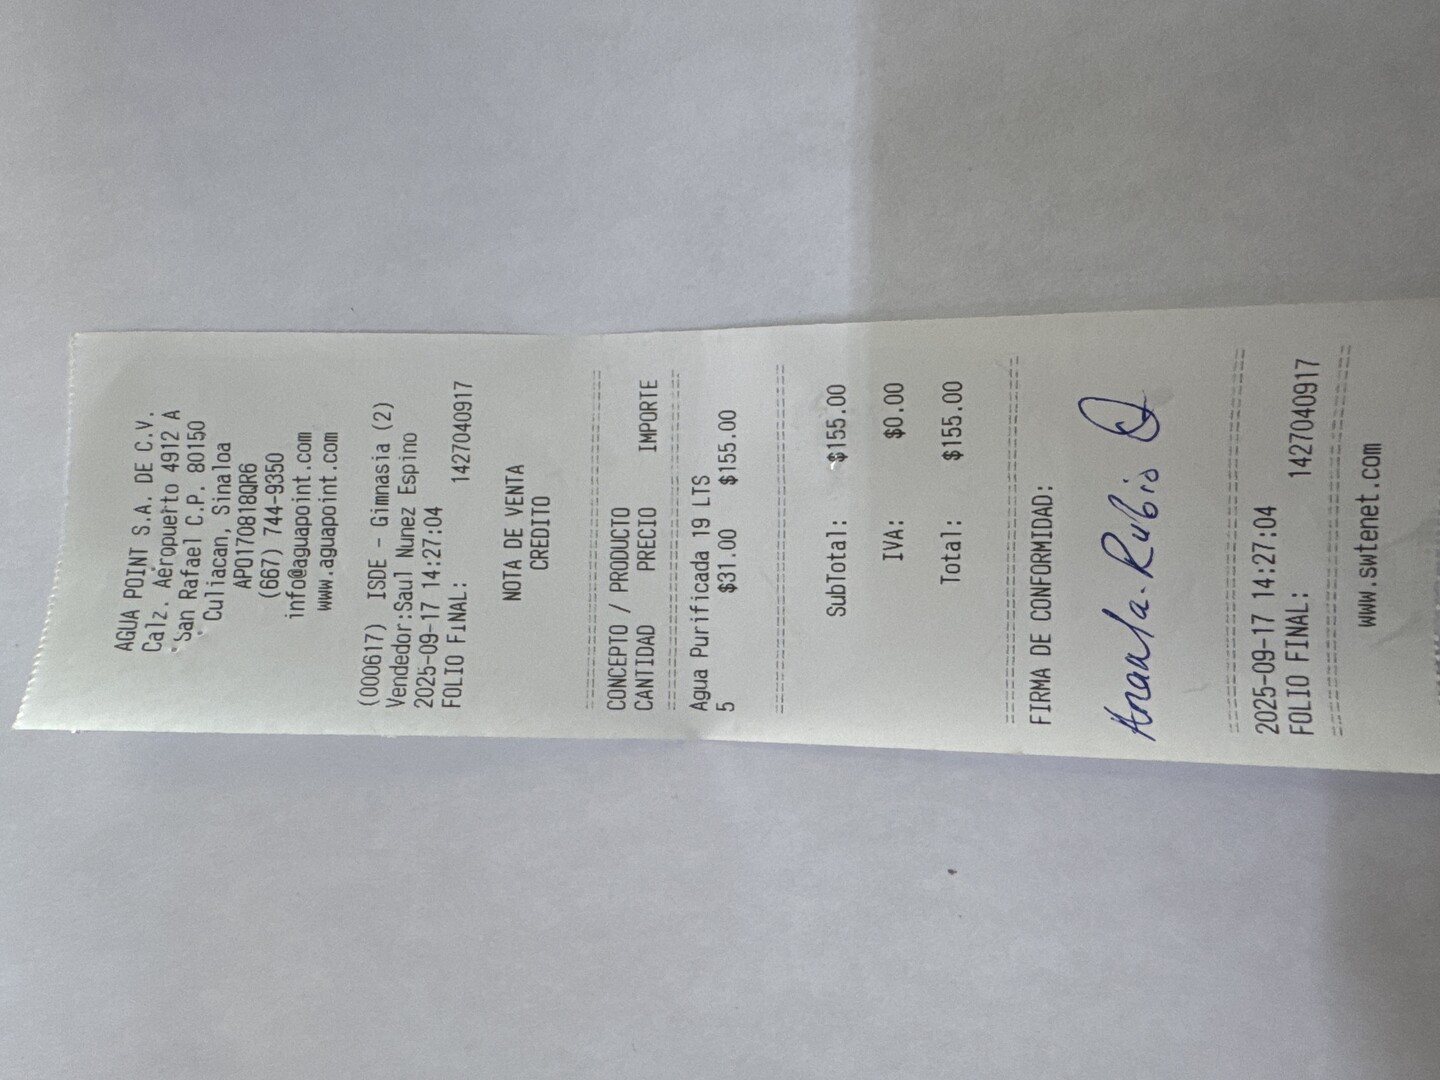 AGUA POINT S.A. DE C.V.
Calz. Aeropuerto 4912 A
San Rafael C.P. 80150
Culiacan, Sinaloa
APO170818QR6
(667) 744-9350
info@aguapoint.com
www.aguapoint.com
(000617) ISDE - Gimnasia (2)
Vendedor:Saul Nunez Espino
2025-09-17 14:27:04
FOLIO FINAL: 1427040917
NOTA DE VENTA
CREDITO
CONCEPTO / PRODUCTO
CANTIDAD PRECIO IMPORTE
Agua Purificada 19 LTS
5 $31.00 $155.00
SubTotal: $155.00
IVA: $0.00
Total: $155.00
FIRMA DE CONFORMIDAD:
Rubio
2025-09-17 14:27:04
FOLIO FINAL: 1427040917
www.swtenet.com